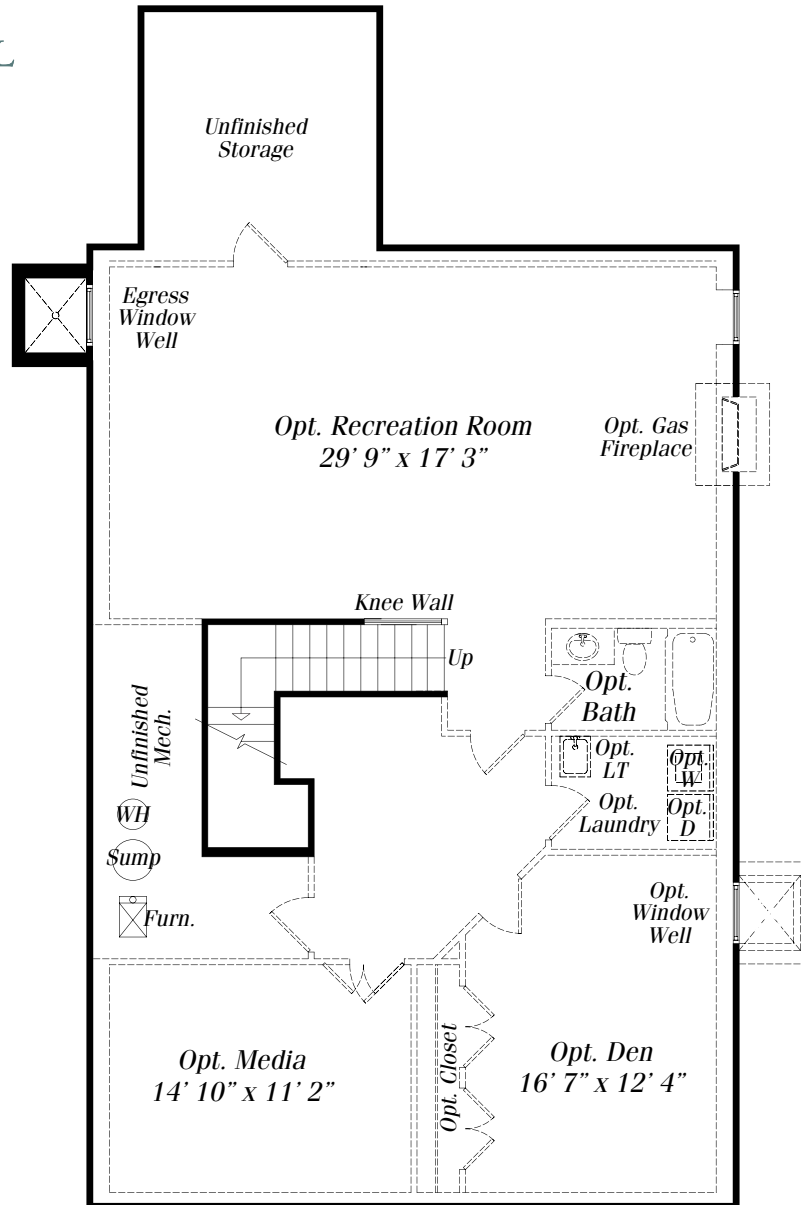 L
Unfinished
Storage
Egress
Window
Well
Opt. Recreation Room
29’ 9” x 17’ 3”
Opt. Gas
Fireplace
Knee Wall
Up
Opt.
Bath
Unfinished
Mech.
Opt.
LT
Opt.
W
Opt.
Laundry
Opt.
D
WH
Sump
Furn.
Opt.
Window
Well
Opt. Media
14’ 10” x 11’ 2”
Opt. Closet
Opt. Den
16’ 7” x 12’ 4”